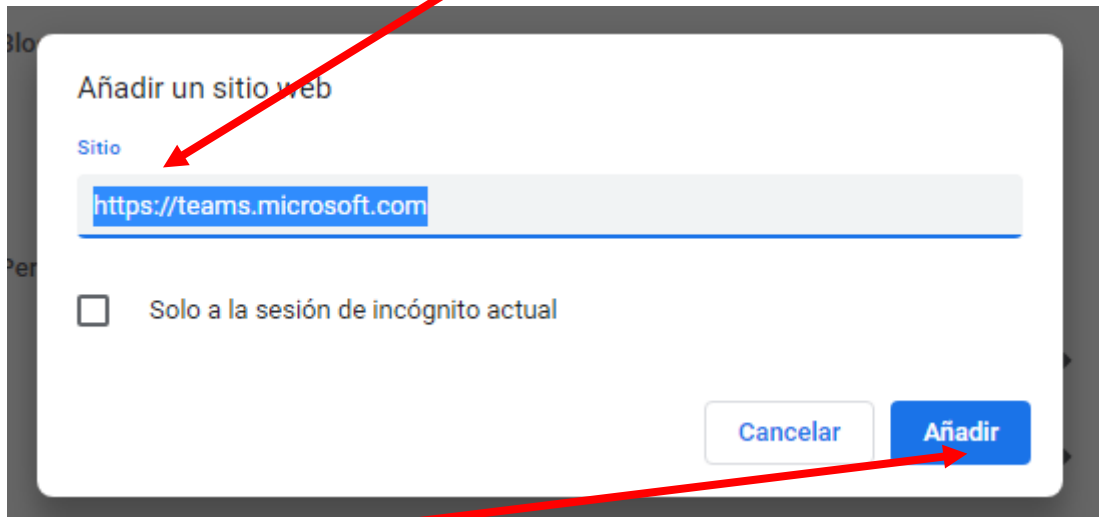 Añadir un sitio web
Sitio
https://teams.microsoft.com
Solo a la sesión de incógnito actual
Cancelar
Añadir